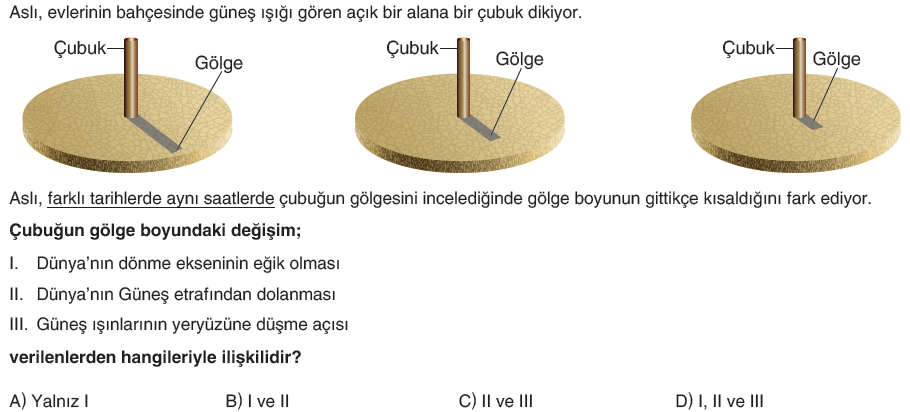 Aslı, evlerinin bahçesinde güneş ışığı gören açık bir alana bir çubuk dikiyor.
Çubuk Gölge Çubuk Gölge Çubuk Gölge
Aslı, farklı tarihlerde aynı saatlerde çubuğun gölgesini incelediğinde gölge boyunun gittikçe kısaldığını fark ediyor.
Çubuğun gölge boyundaki değişim;
I. Dünya’nın dönme ekseninin eğik olması
II. Dünya’nın Güneş etrafından dolanması
III. Güneş ışınlarının yeryüzüne düşme açısı
verilenlerden hangileriyle ilişkilidir?
A) Yalnız I B) I ve II C) II ve III D) I, II ve III